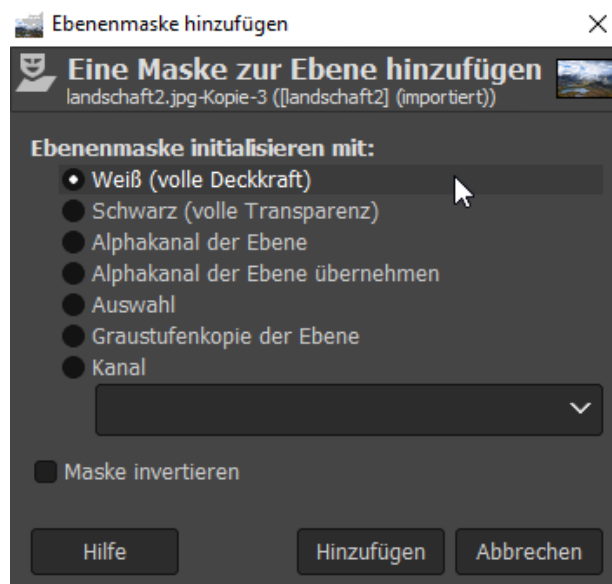 Ebenenmaske hinzufügen
Eine Maske zur Ebene hinzufügen
landschaft2.jpg-Kopie-3 ([landschaft2] (importiert))
Ebenenmaske initialisieren mit:
Weiß (volle Deckkraft)
Schwarz (volle Transparenz)
Alphakanal der Ebene
Alphakanal der Ebene übernehmen
Auswahl
Graustufenkopie der Ebene
Kanal
Maske invertieren
Hilfe Hinzufügen Abbrechen